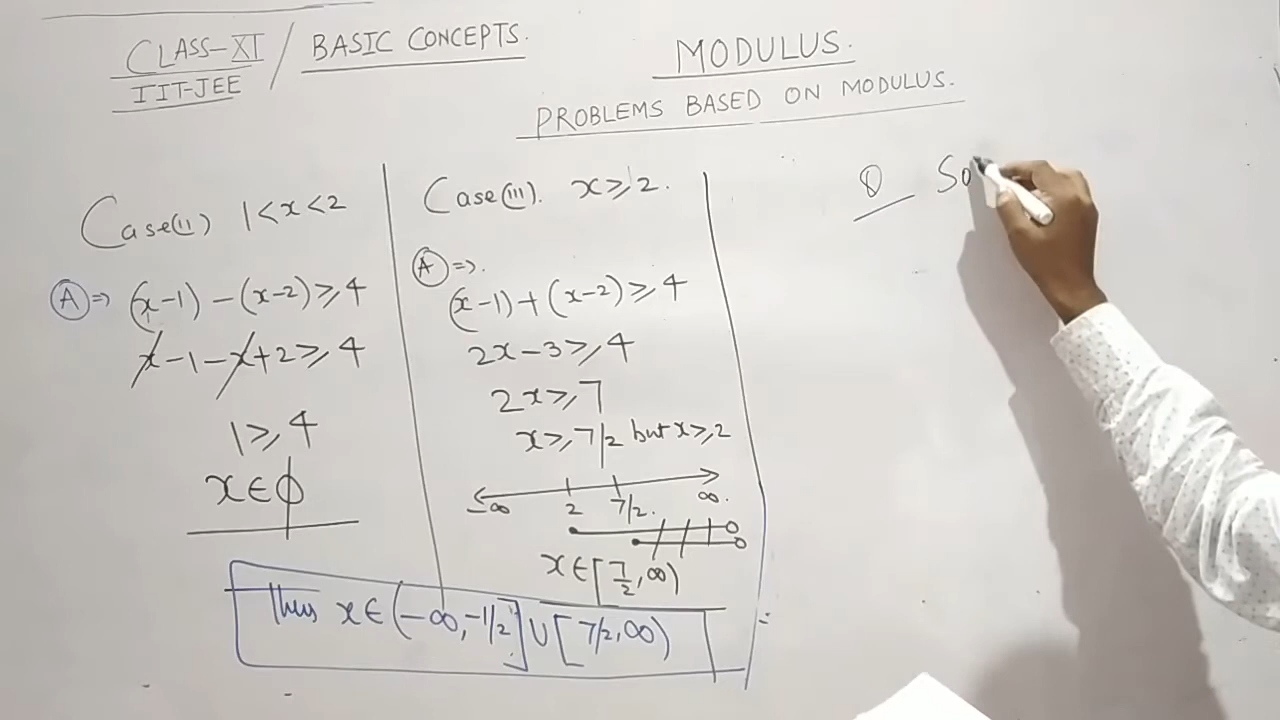 CLASS-XI / BASIC CONCEPTS.
IIT-JEE
MODULUS.
PROBLEMS BASED ON MODULUS.
Case(ii) 1<x<2
Ⓐ⇒ (x-1)-(x-2)≥4
x-1-x+2≥4
1≥4
x∈ϕ
Case(iii). x≥2.
Ⓐ⇒.
(x-1)+(x-2)≥4
2x-3≥4
2x≥7
x≥7/2 but x≥2
-∞ 2 7/2. ∞.
x∈[7/2,∞)
Thus x∈(-∞,-1/2]∪[7/2,∞)
Q So